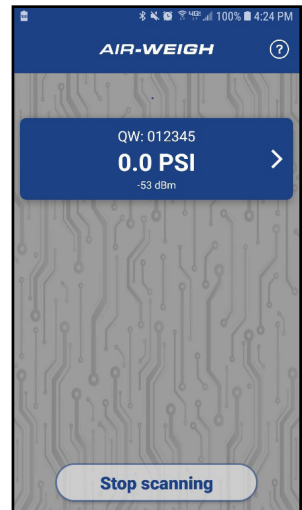 100% 4:24 PM
AIR-WEIGH
?
QW: 012345
0.0 PSI
-53 dBm
Stop scanning